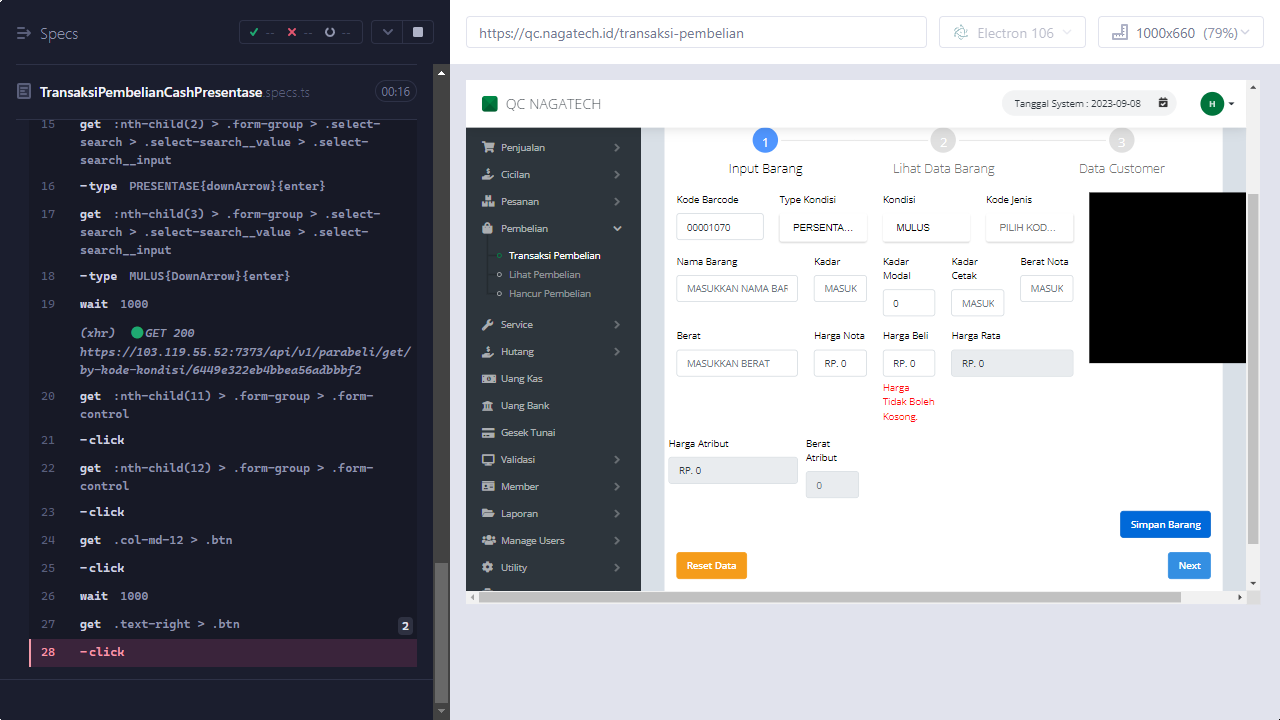 Specs
--
--
--
https://qc.nagatech.id/transaksi-pembelian
Electron 106
1000x660 (79%)
TransaksiPembelianCashPresentase.specs.ts
00:16
15 get :nth-child(2) > .form-group > .select-
search > .select-search__value > .select-
search__input
16 -type PRESENTASE{downArrow}{enter}
17 get :nth-child(3) > .form-group > .select-
search > .select-search__value > .select-
search__input
18 -type MULUS{DownArrow}{enter}
19 wait 1000
(xhr) GET 200
https://103.119.55.52:7373/api/v1/parabeli/get/
by-kode-kondisi/6449e322eb4bbea56adbbbf2
20 get :nth-child(11) > .form-group > .form-
control
21 -click
22 get :nth-child(12) > .form-group > .form-
control
23 -click
24 get .col-md-12 > .btn
25 -click
26 wait 1000
27 get .text-right > .btn 2
28 -click
QC NAGATECH
Tanggal System : 2023-09-08
H
Penjualan
Cicilan
Pesanan
Pembelian
Transaksi Pembelian
Lihat Pembelian
Hancur Pembelian
Service
Hutang
Uang Kas
Uang Bank
Gesek Tunai
Validasi
Member
Laporan
Manage Users
Utility
1 2 3
Input Barang Lihat Data Barang Data Customer
Kode Barcode Type Kondisi Kondisi Kode Jenis
00001070 PERSENTA... MULUS PILIH KOD...
Nama Barang Kadar Kadar Modal Kadar Cetak Berat Nota
MASUKKAN NAMA BAR MASUK 0 MASUK MASUK
Berat Harga Nota Harga Beli Harga Rata
MASUKKAN BERAT RP. 0 RP. 0 RP. 0
Harga
Tidak Boleh
Kosong.
Harga Atribut Berat Atribut
RP. 0 0
Simpan Barang
Reset Data Next